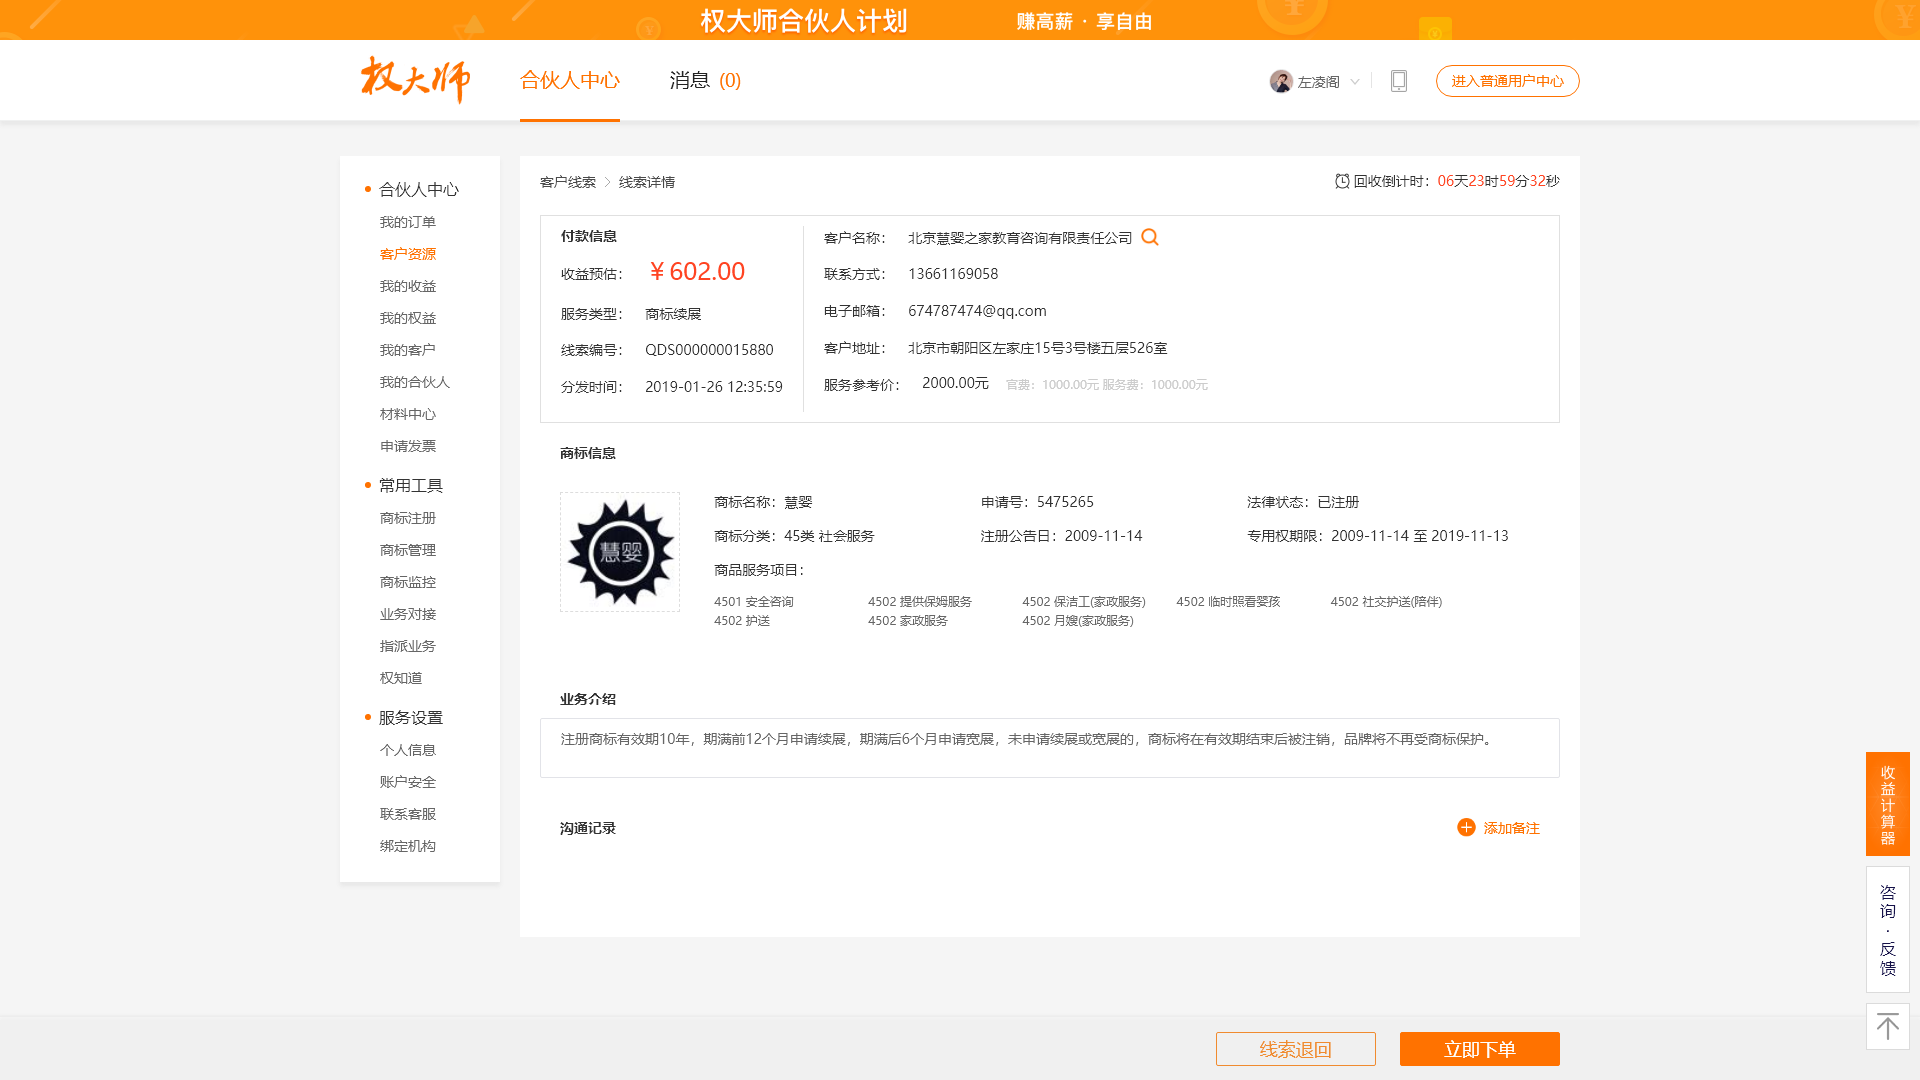 权大师合伙人计划 赚高薪 · 享自由
权大师 合伙人中心 消息 (0) 左凌阁 进入普通用户中心
合伙人中心
我的订单
客户资源
我的收益
我的权益
我的客户
我的合伙人
材料中心
申请发票
常用工具
商标注册
商标管理
商标监控
业务对接
指派业务
权知道
服务设置
个人信息
账户安全
联系客服
绑定机构
客户线索 > 线索详情 回收倒计时：06天23时59分32秒
付款信息
收益预估： ￥602.00
服务类型： 商标续展
线索编号： QDS000000015880
分发时间： 2019-01-26 12:35:59
客户名称： 北京慧婴之家教育咨询有限责任公司
联系方式： 13661169058
电子邮箱： 674787474@qq.com
客户地址： 北京市朝阳区左家庄15号3号楼五层526室
服务参考价： 2000.00元 官费：1000.00元 服务费：1000.00元
商标信息
慧婴
商标名称：慧婴 申请号：5475265 法律状态：已注册
商标分类：45类 社会服务 注册公告日：2009-11-14 专用权期限：2009-11-14 至 2019-11-13
商品服务项目：
4501 安全咨询 4502 提供保姆服务 4502 保洁工(家政服务) 4502 临时照看婴孩 4502 社交护送(陪伴)
4502 护送 4502 家政服务 4502 月嫂(家政服务)
业务介绍
注册商标有效期10年，期满前12个月申请续展，期满后6个月申请宽展，未申请续展或宽展的，商标将在有效期结束后被注销，品牌将不再受商标保护。
沟通记录 添加备注
收益计算器
咨询·反馈
线索退回 立即下单